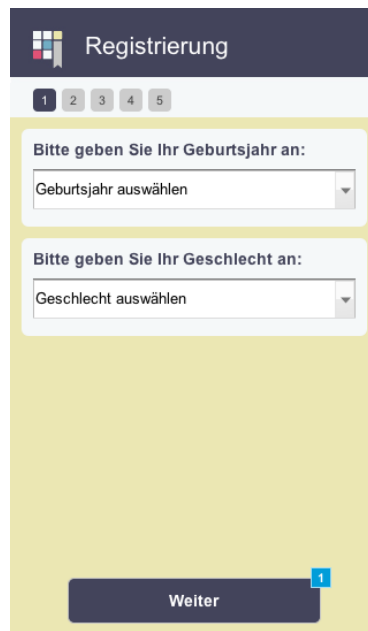 Registrierung
1 2 3 4 5
Bitte geben Sie Ihr Geburtsjahr an:
Geburtsjahr auswählen
Bitte geben Sie Ihr Geschlecht an:
Geschlecht auswählen
1
Weiter